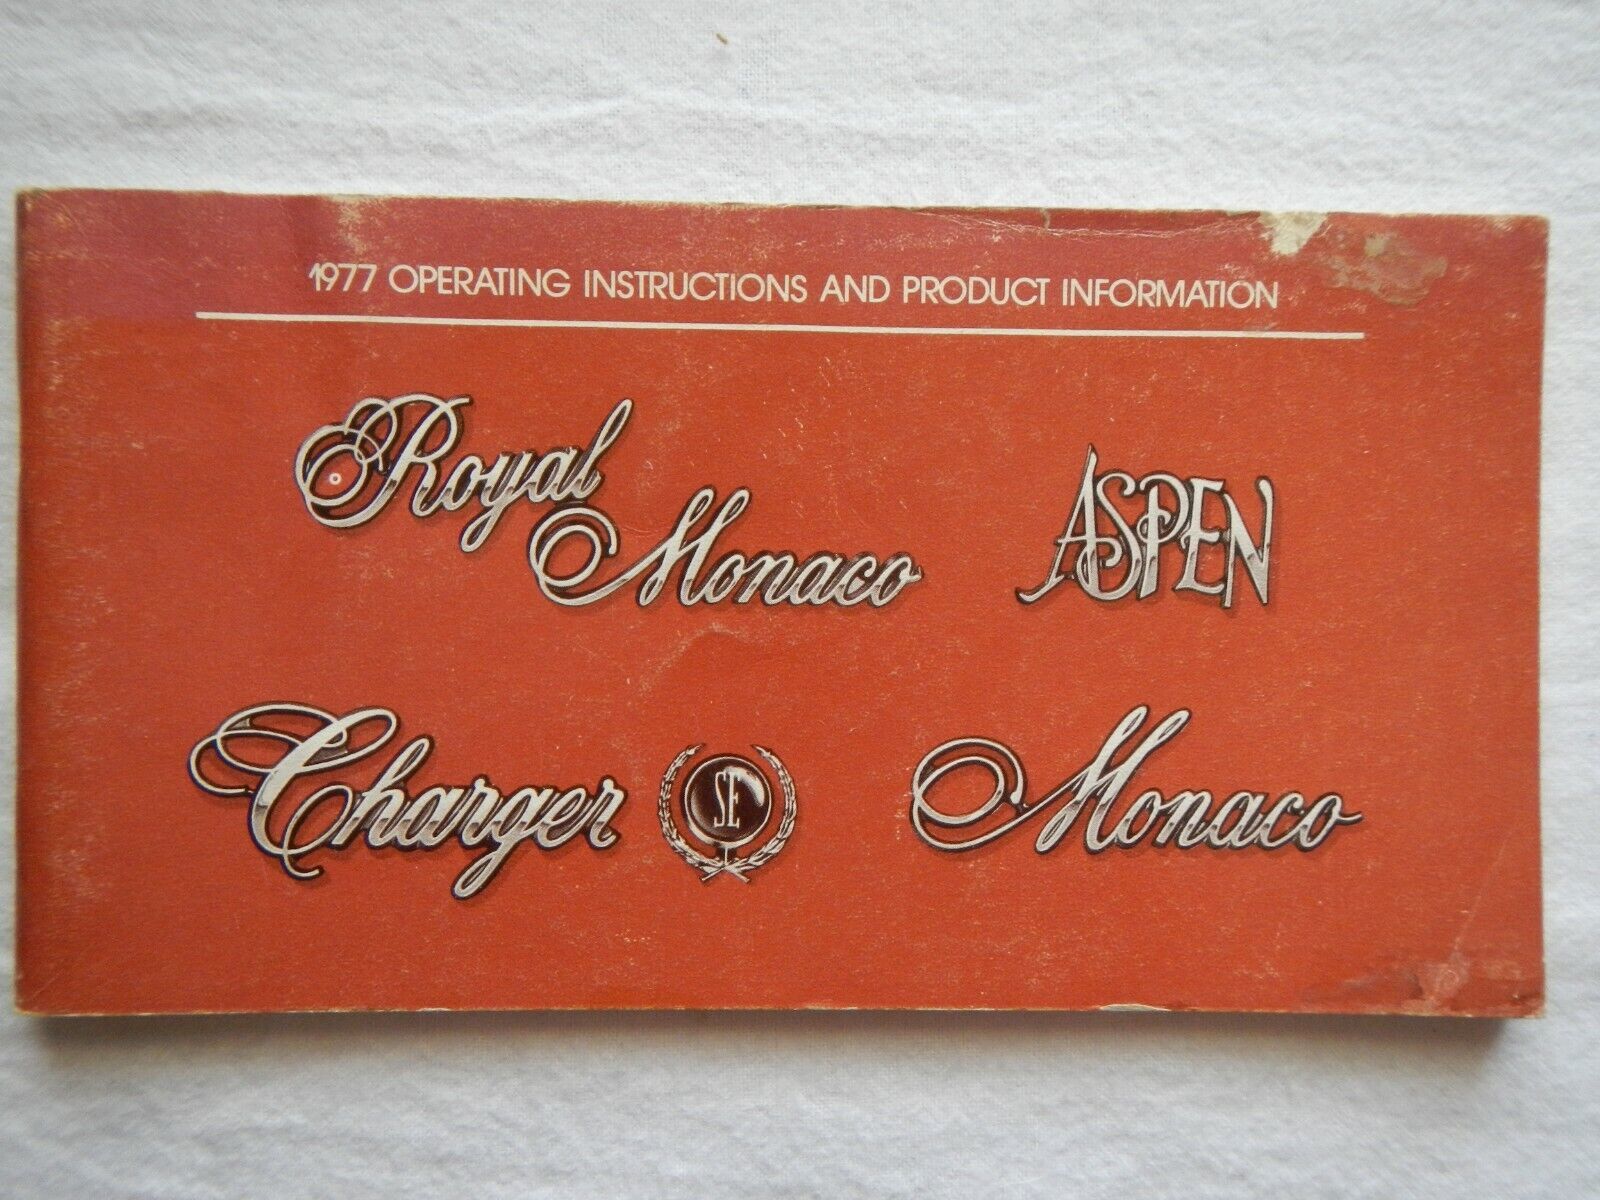 1977 OPERATING INSTRUCTIONS AND PRODUCT INFORMATION
Royal
Monaco
ASPEN
Charger SE
Monaco